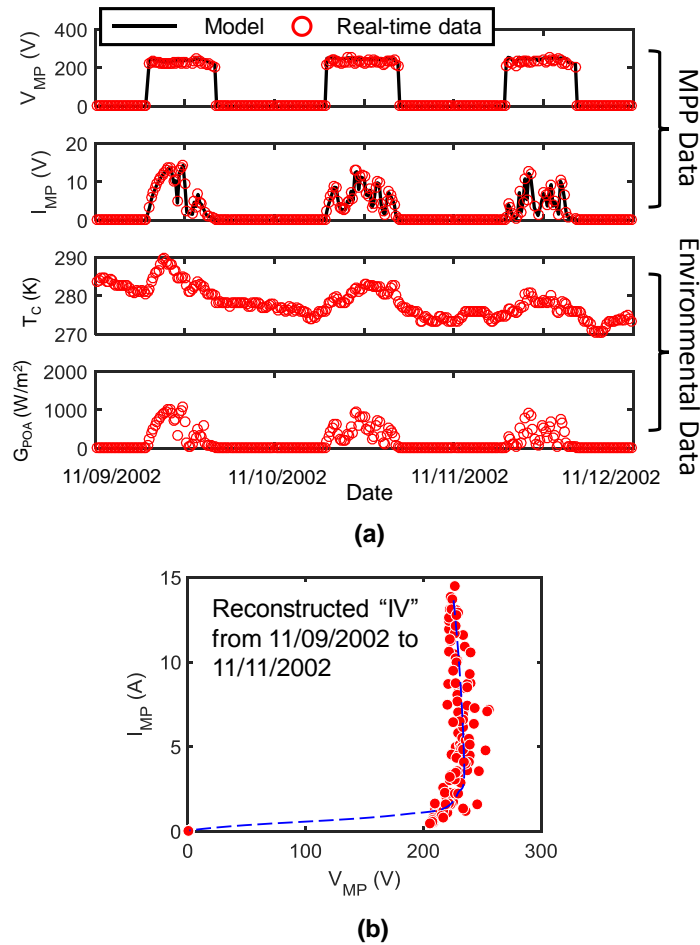 Model Real-time data
400
200
0
V_MP (V)
20
10
0
I_MP (V)
290
280
270
T_C (K)
2000
1000
0
G_POA (W/m²)
11/09/2002 11/10/2002 11/11/2002 11/12/2002
Date
MPP Data
Environmental Data
(a)
15
10
5
0
I_MP (A)
Reconstructed “IV”
from 11/09/2002 to
11/11/2002
0 100 200 300
V_MP (V)
(b)